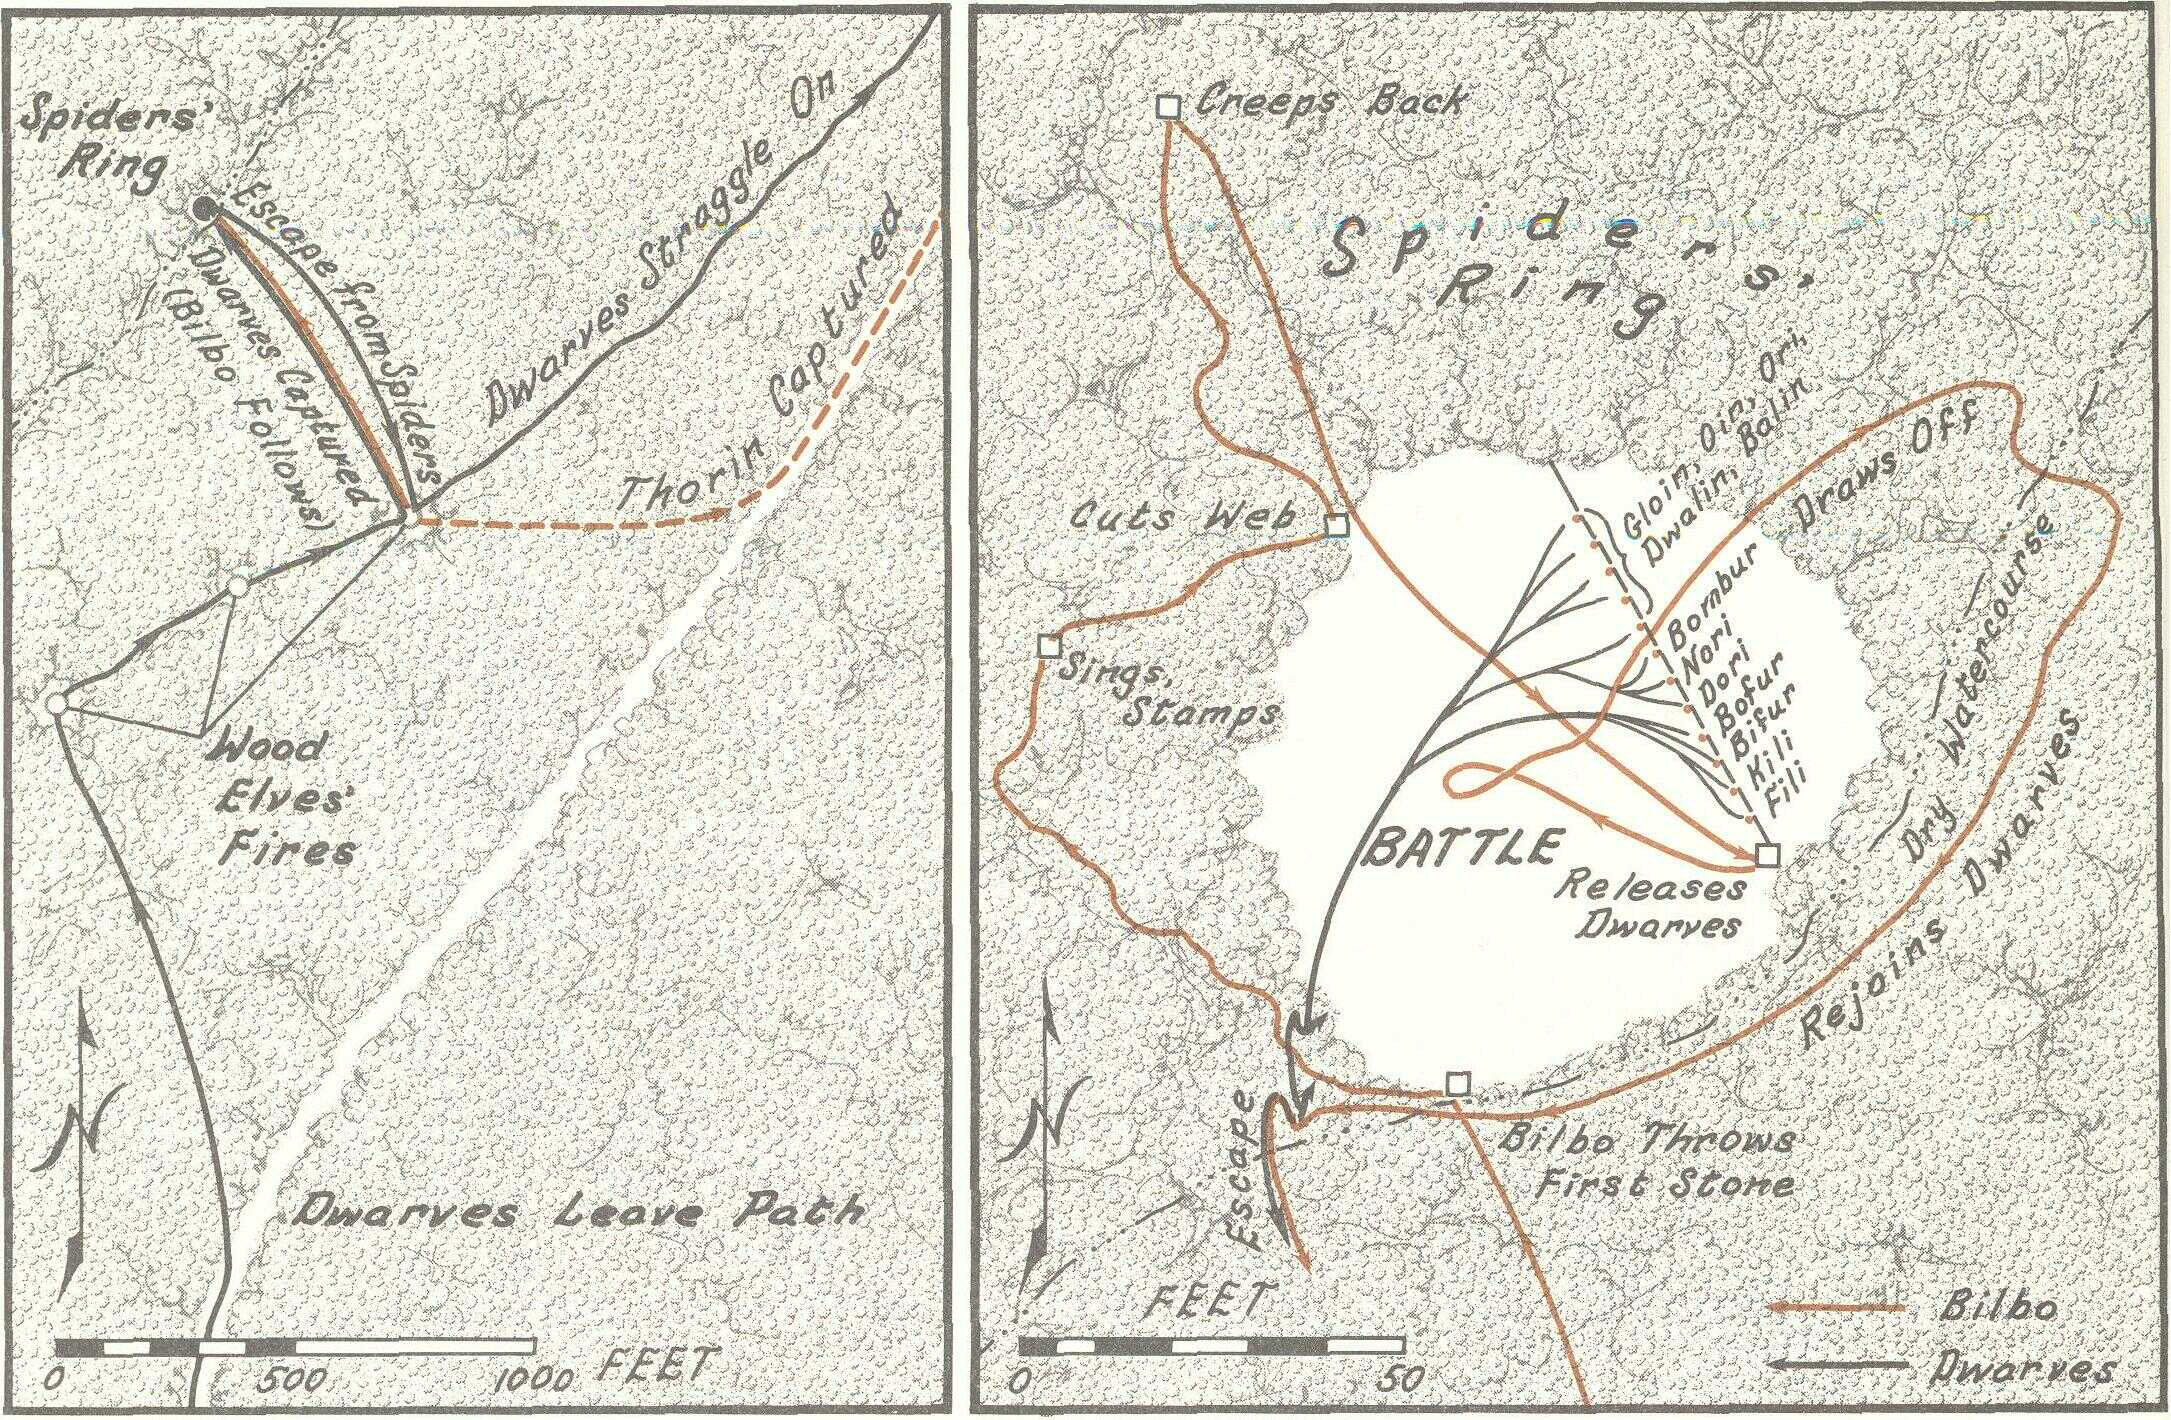 Spiders'
Ring
Escape from Spiders
Dwarves Captured
(Bilbo Follows)
Dwarves Straggle On
Thorin Captured
Wood
Elves'
Fires
Dwarves Leave Path
N
0 500 1000 FEET
Creeps Back
Spiders'
Ring
Cuts Web
Sings,
Stamps
Gloin, Oin, Ori,
Dwalin, Balin
Bombur
Nori
Dori
Bofur
Bifur
Kili
Fili
Draws Off
Dry Watercourse
Rejoins Dwarves
BATTLE
Releases
Dwarves
Bilbo Throws
First Stone
Escape
N
FEET
0 50
Bilbo
Dwarves